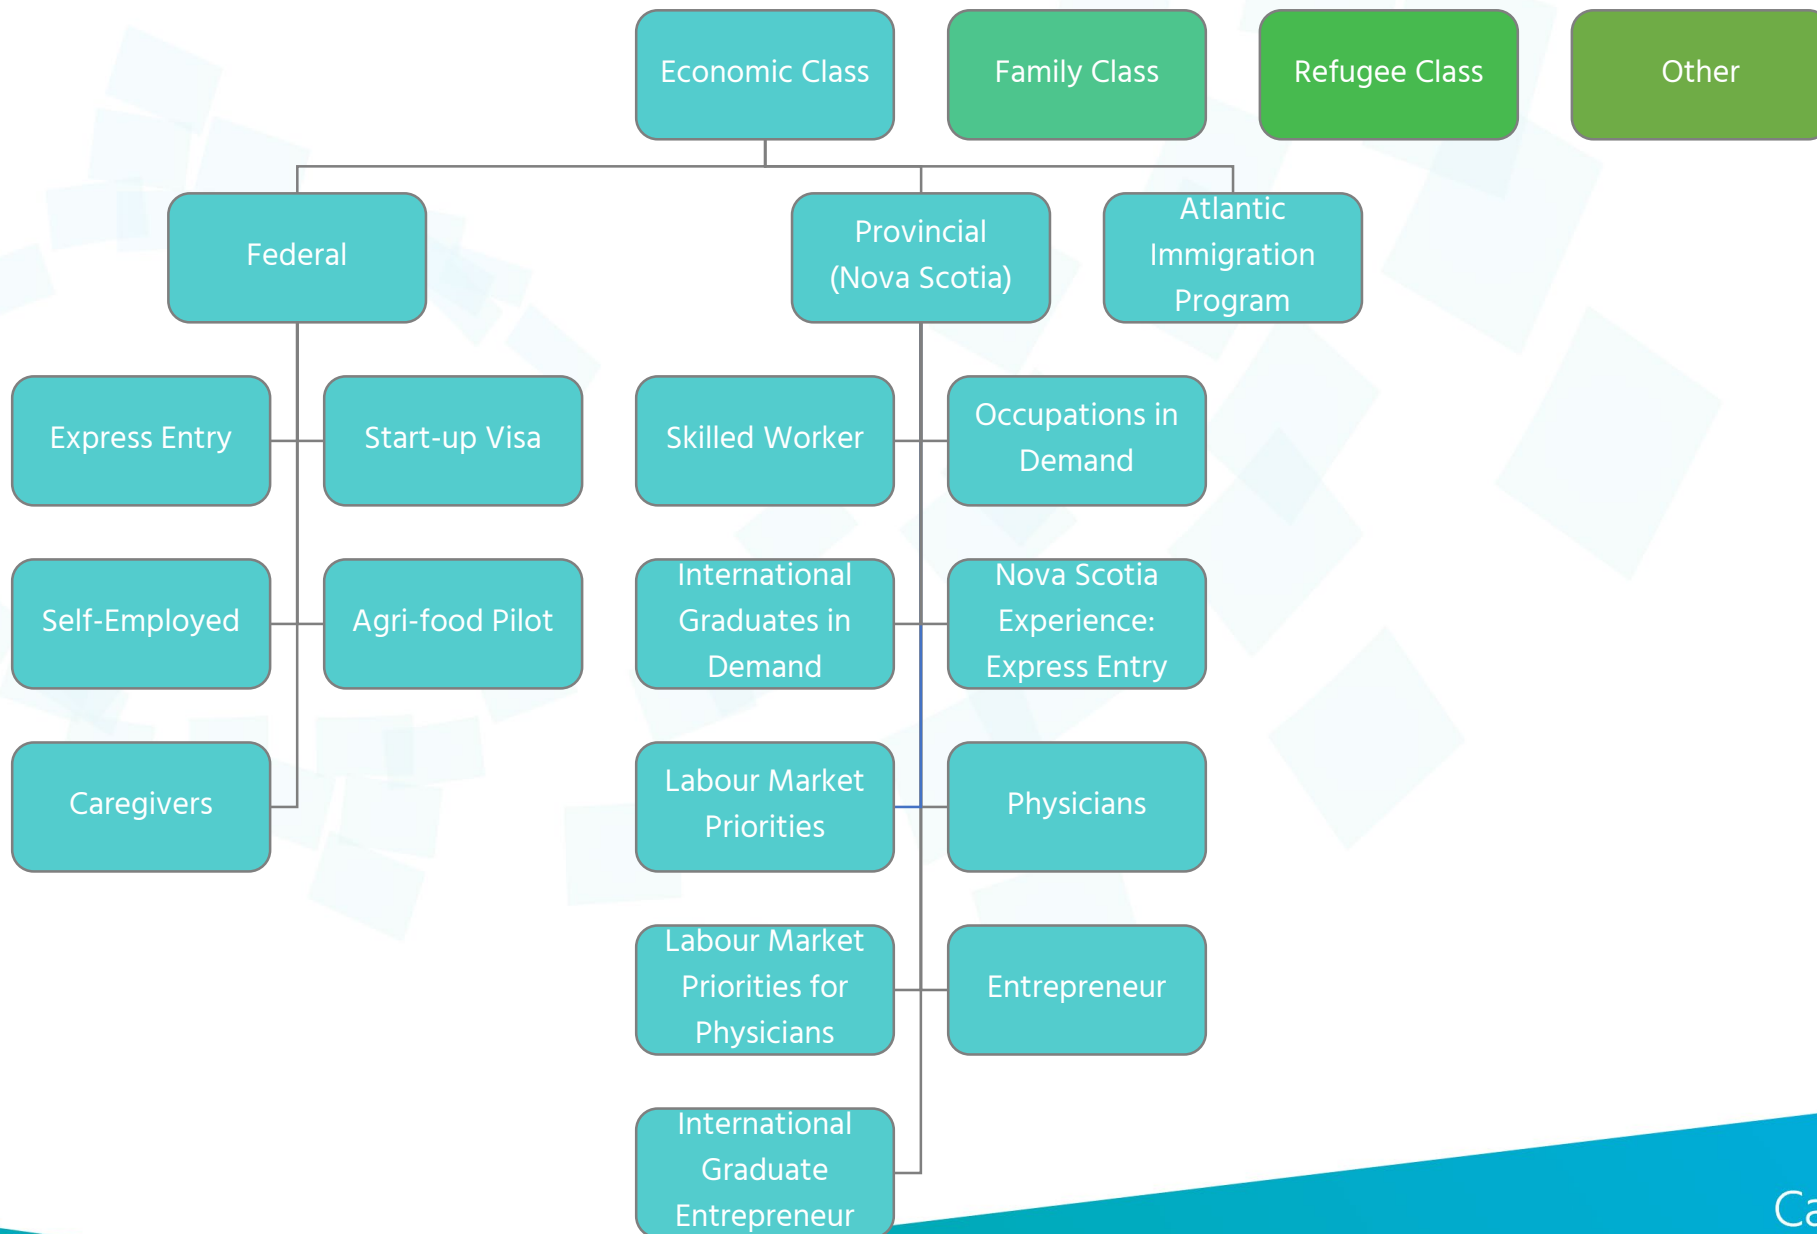 Economic Class
Family Class
Refugee Class
Other
Federal
Provincial
(Nova Scotia)
Atlantic
Immigration
Program
Express Entry
Start-up Visa
Skilled Worker
Occupations in
Demand
Self-Employed
Agri-food Pilot
International
Graduates in
Demand
Nova Scotia
Experience:
Express Entry
Caregivers
Labour Market
Priorities
Physicians
Labour Market
Priorities for
Physicians
Entrepreneur
International
Graduate
Entrepreneur